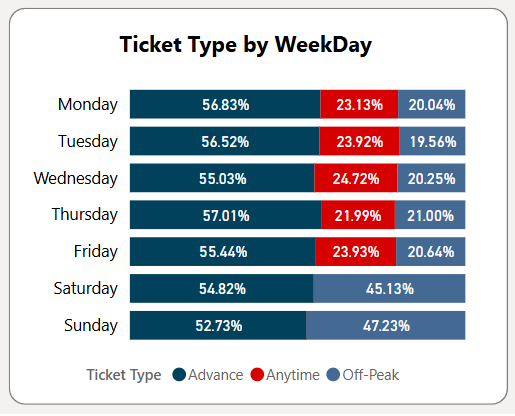 Ticket Type by WeekDay
Monday 56.83% 23.13% 20.04%
Tuesday 56.52% 23.92% 19.56%
Wednesday 55.03% 24.72% 20.25%
Thursday 57.01% 21.99% 21.00%
Friday 55.44% 23.93% 20.64%
Saturday 54.82% 45.13%
Sunday 52.73% 47.23%
Ticket Type Advance Anytime Off-Peak